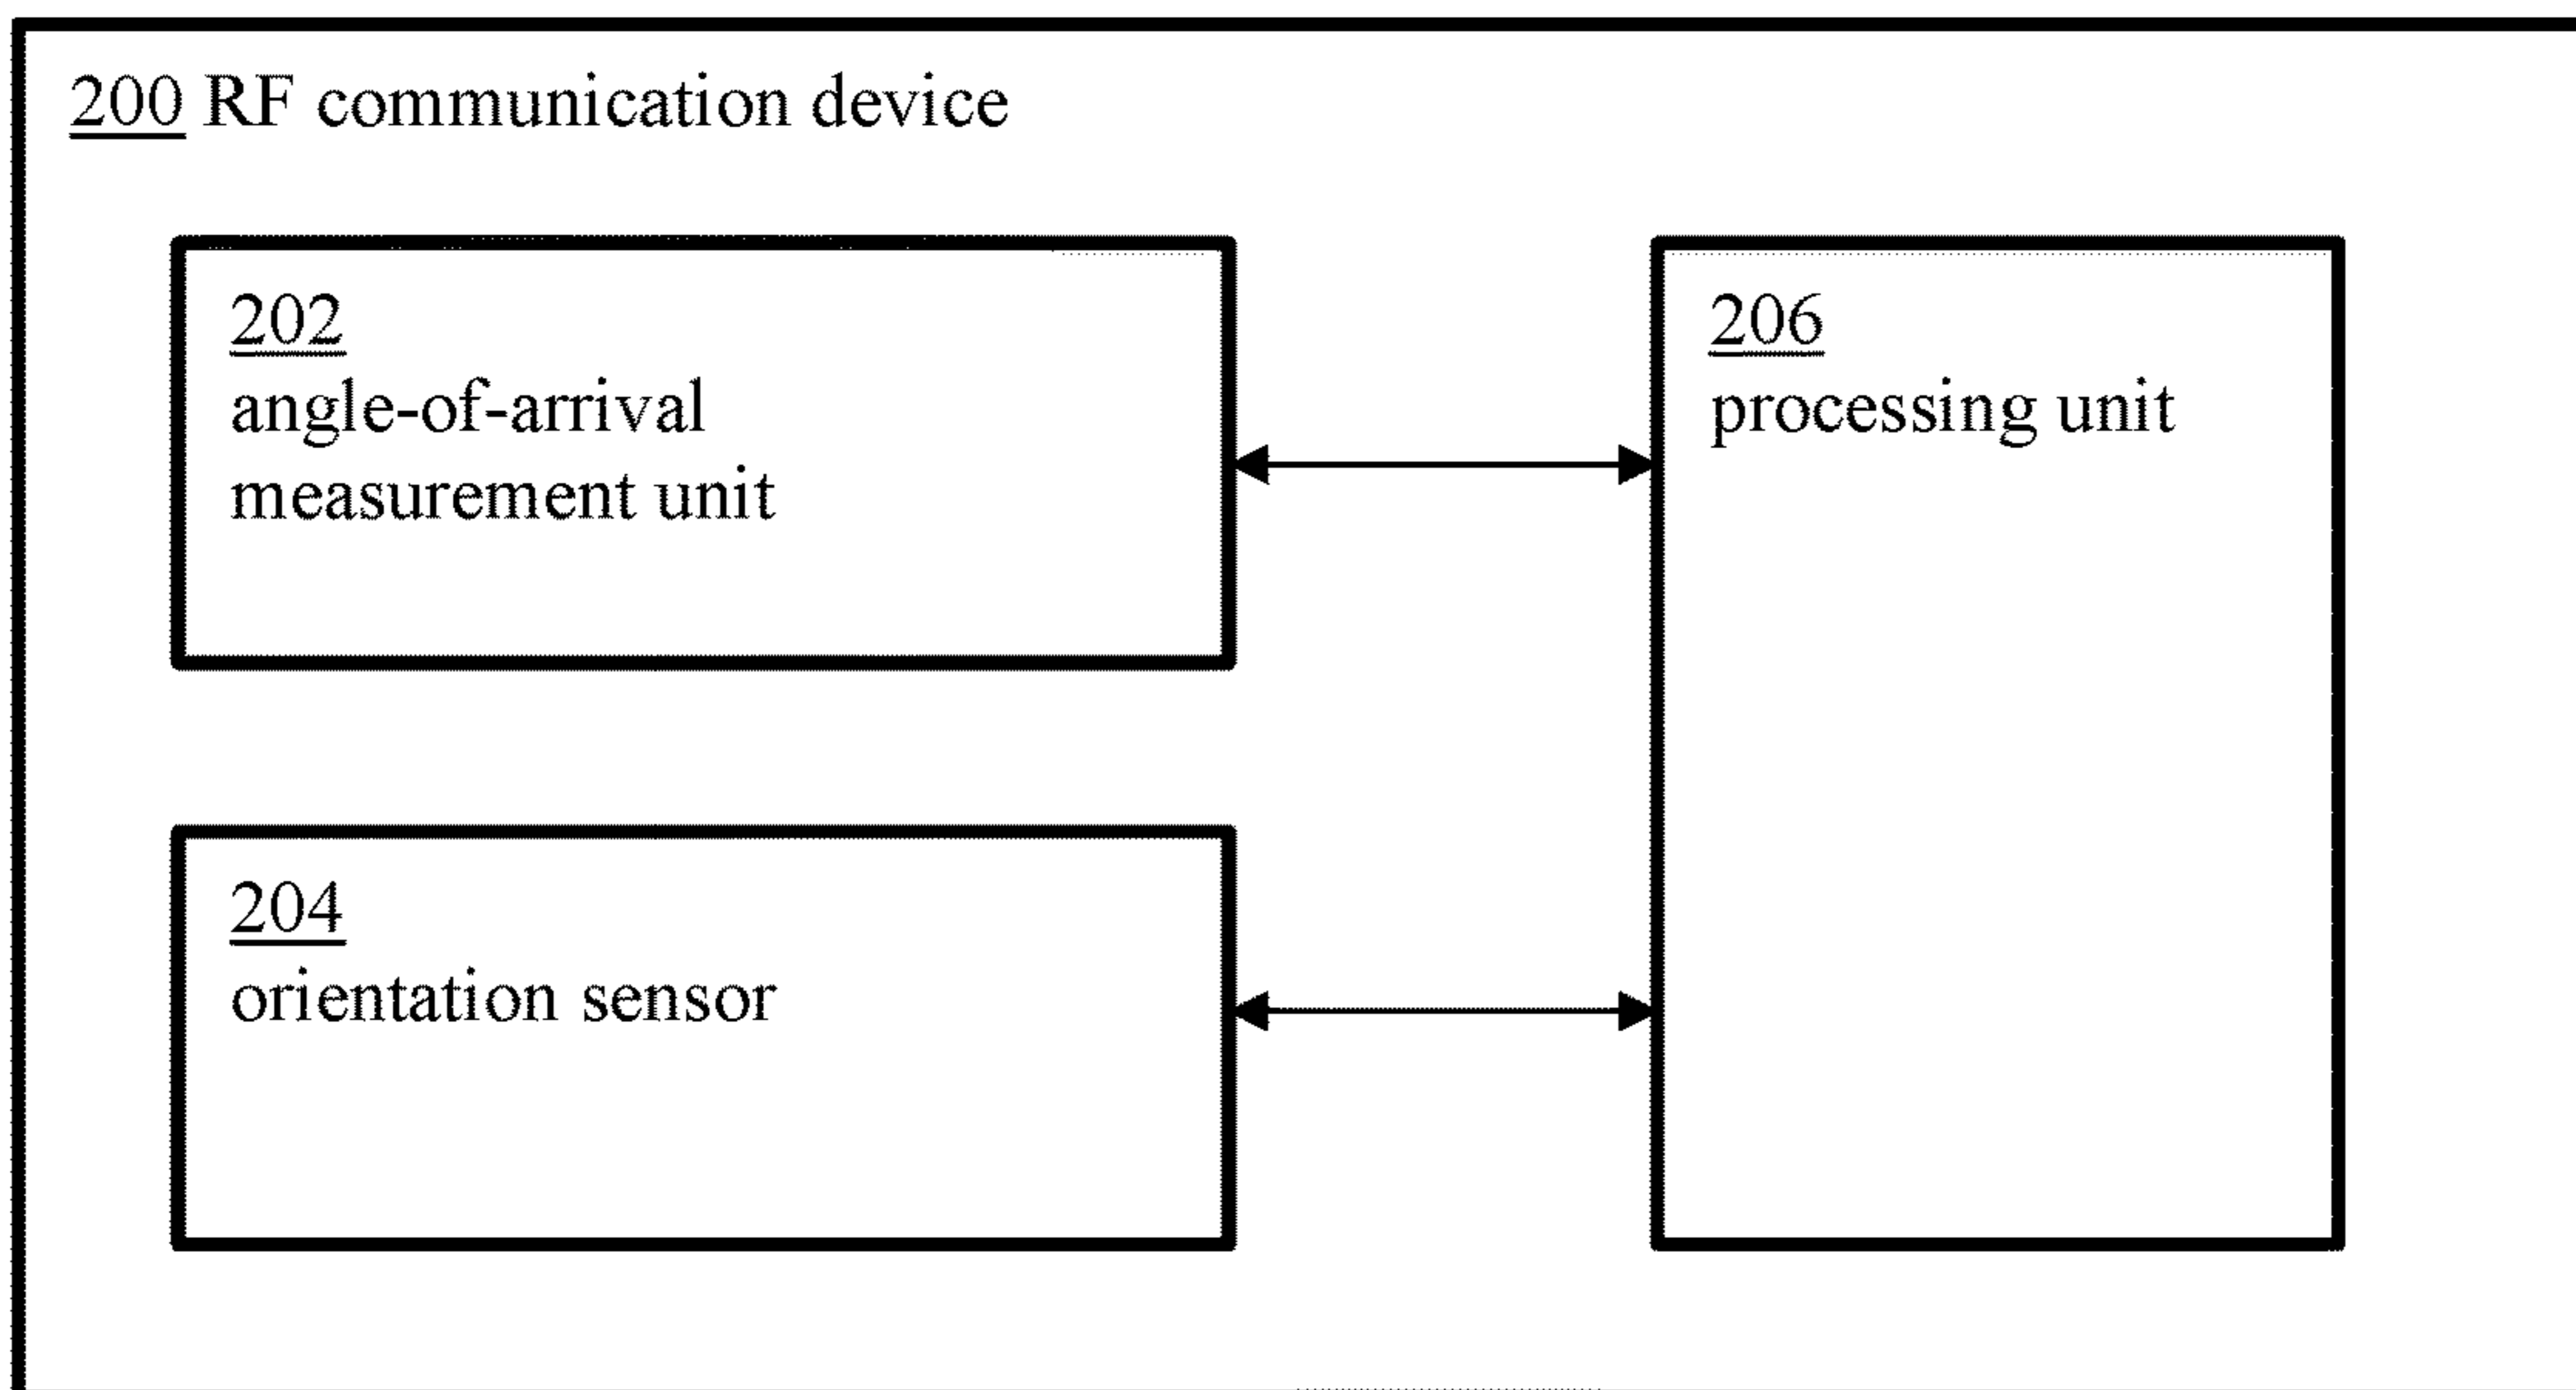 200 RF communication device
202
angle-of-arrival
measurement unit
206
processing unit
204
orientation sensor